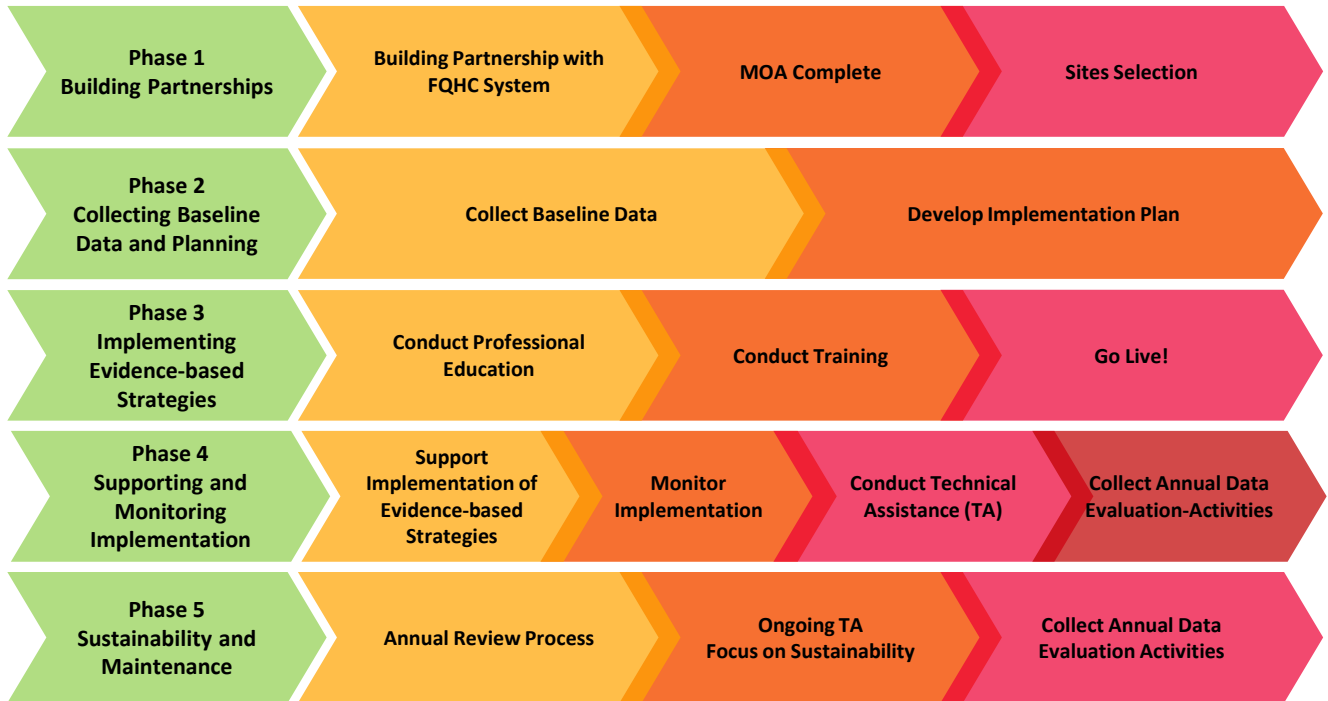 Phase 1
Building Partnerships
Building Partnership with
FQHC System
MOA Complete
Sites Selection
Phase 2
Collecting Baseline
Data and Planning
Collect Baseline Data
Develop Implementation Plan
Phase 3
Implementing
Evidence-based
Strategies
Conduct Professional
Education
Conduct Training
Go Live!
Phase 4
Supporting and
Monitoring
Implementation
Support
Implementation of
Evidence-based
Strategies
Monitor
Implementation
Conduct Technical
Assistance (TA)
Collect Annual Data
Evaluation-Activities
Phase 5
Sustainability and
Maintenance
Annual Review Process
Ongoing TA
Focus on Sustainability
Collect Annual Data
Evaluation Activities